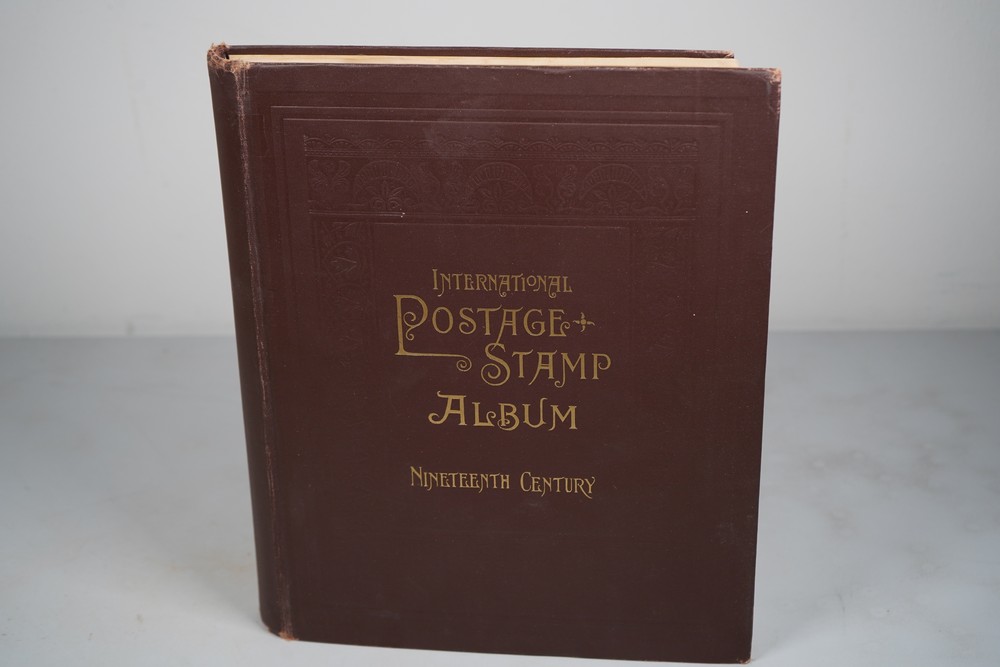 International
Postage
Stamp
Album
Nineteenth Century